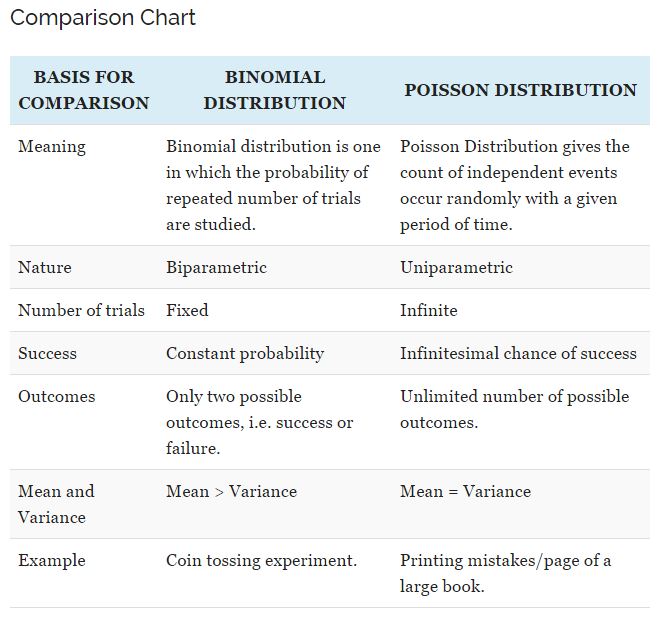 Comparison Chart
BASIS FOR
COMPARISON
BINOMIAL
DISTRIBUTION
POISSON DISTRIBUTION
Meaning
Binomial distribution is one
in which the probability of
repeated number of trials
are studied.
Poisson Distribution gives the
count of independent events
occur randomly with a given
period of time.
Nature
Biparametric
Uniparametric
Number of trials
Fixed
Infinite
Success
Constant probability
Infinitesimal chance of success
Outcomes
Only two possible
outcomes, i.e. success or
failure.
Unlimited number of possible
outcomes.
Mean and
Variance
Mean > Variance
Mean = Variance
Example
Coin tossing experiment.
Printing mistakes/page of a
large book.